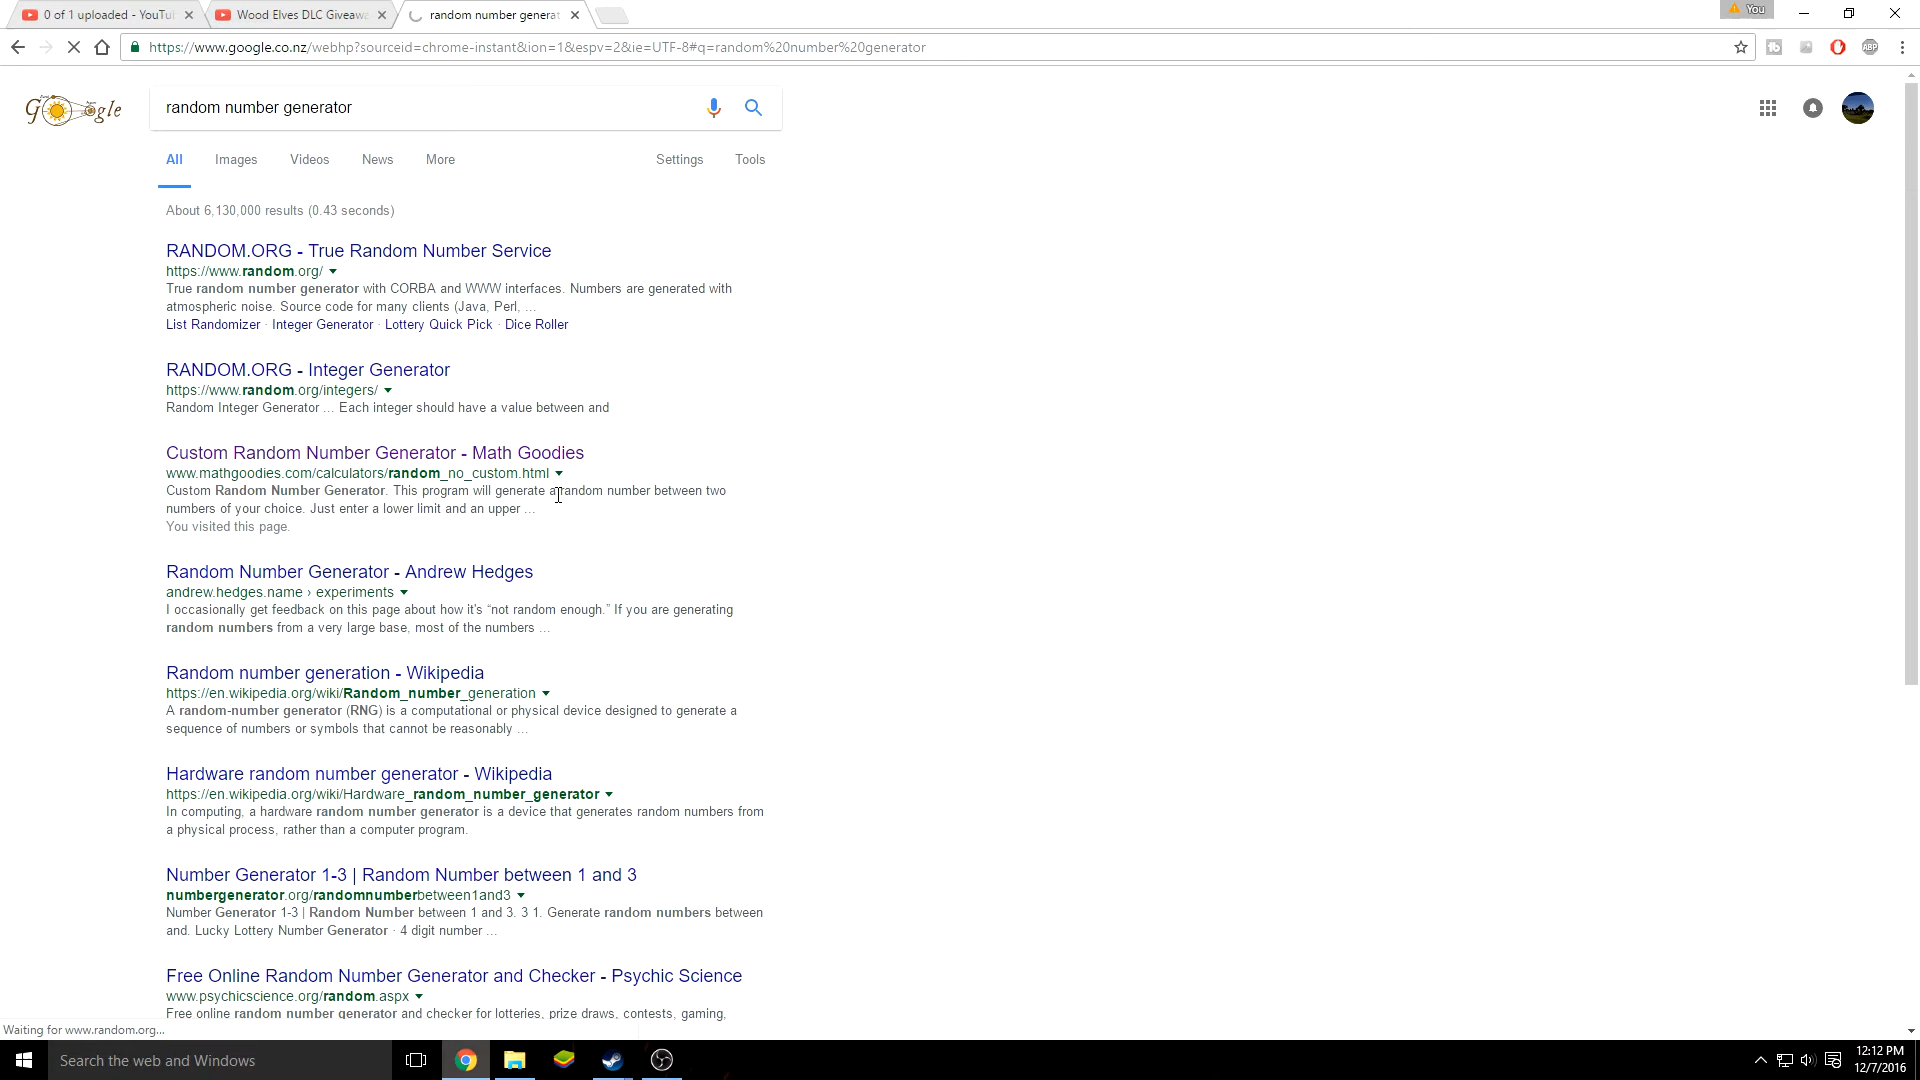 0 of 1 uploaded - YouTu
Wood Elves DLC Giveawa
random number generat
You
https://www.google.co.nz/webhp?sourceid=chrome-instant&ion=1&espv=2&ie=UTF-8#q=random%20number%20generator
ABP
Google
random number generator
All Images Videos News More Settings Tools
About 6,130,000 results (0.43 seconds)
RANDOM.ORG - True Random Number Service
https://www.random.org/
True random number generator with CORBA and WWW interfaces. Numbers are generated with
atmospheric noise. Source code for many clients (Java, Perl, ...
List Randomizer · Integer Generator · Lottery Quick Pick · Dice Roller
RANDOM.ORG - Integer Generator
https://www.random.org/integers/
Random Integer Generator ... Each integer should have a value between and
Custom Random Number Generator - Math Goodies
www.mathgoodies.com/calculators/random_no_custom.html
Custom Random Number Generator. This program will generate a random number between two
numbers of your choice. Just enter a lower limit and an upper ...
You visited this page.
Random Number Generator - Andrew Hedges
andrew.hedges.name › experiments
I occasionally get feedback on this page about how it's “not random enough.” If you are generating
random numbers from a very large base, most of the numbers ...
Random number generation - Wikipedia
https://en.wikipedia.org/wiki/Random_number_generation
A random-number generator (RNG) is a computational or physical device designed to generate a
sequence of numbers or symbols that cannot be reasonably ...
Hardware random number generator - Wikipedia
https://en.wikipedia.org/wiki/Hardware_random_number_generator
In computing, a hardware random number generator is a device that generates random numbers from
a physical process, rather than a computer program.
Number Generator 1-3 | Random Number between 1 and 3
numbergenerator.org/randomnumberbetween1and3
Number Generator 1-3 | Random Number between 1 and 3. 3 1. Generate random numbers between
and. Lucky Lottery Number Generator · 4 digit number ...
Free Online Random Number Generator and Checker - Psychic Science
www.psychicscience.org/random.aspx
Free online random number generator and checker for lotteries, prize draws, contests, gaming,
Waiting for www.random.org...
Search the web and Windows
12:12 PM
12/7/2016